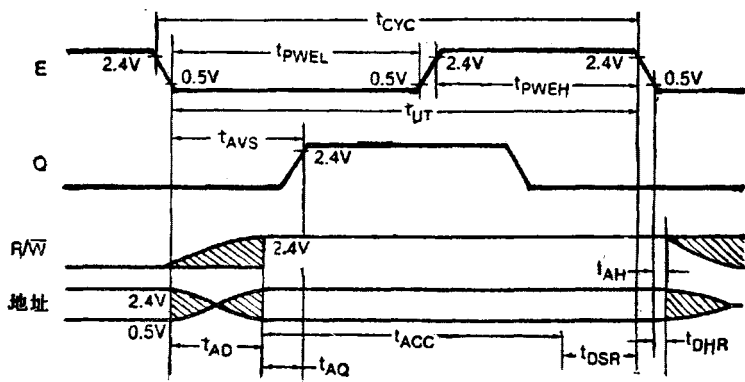 tCYC
E
2.4V
tPWEL
0.5V
0.5V
2.4V
2.4V
0.5V
tPWEH
tUT
tAVS
2.4V
Q
R/W̅
2.4V
tAH
地址
2.4V
0.5V
tAD
tACC
tDSR
tDHR
tAQ